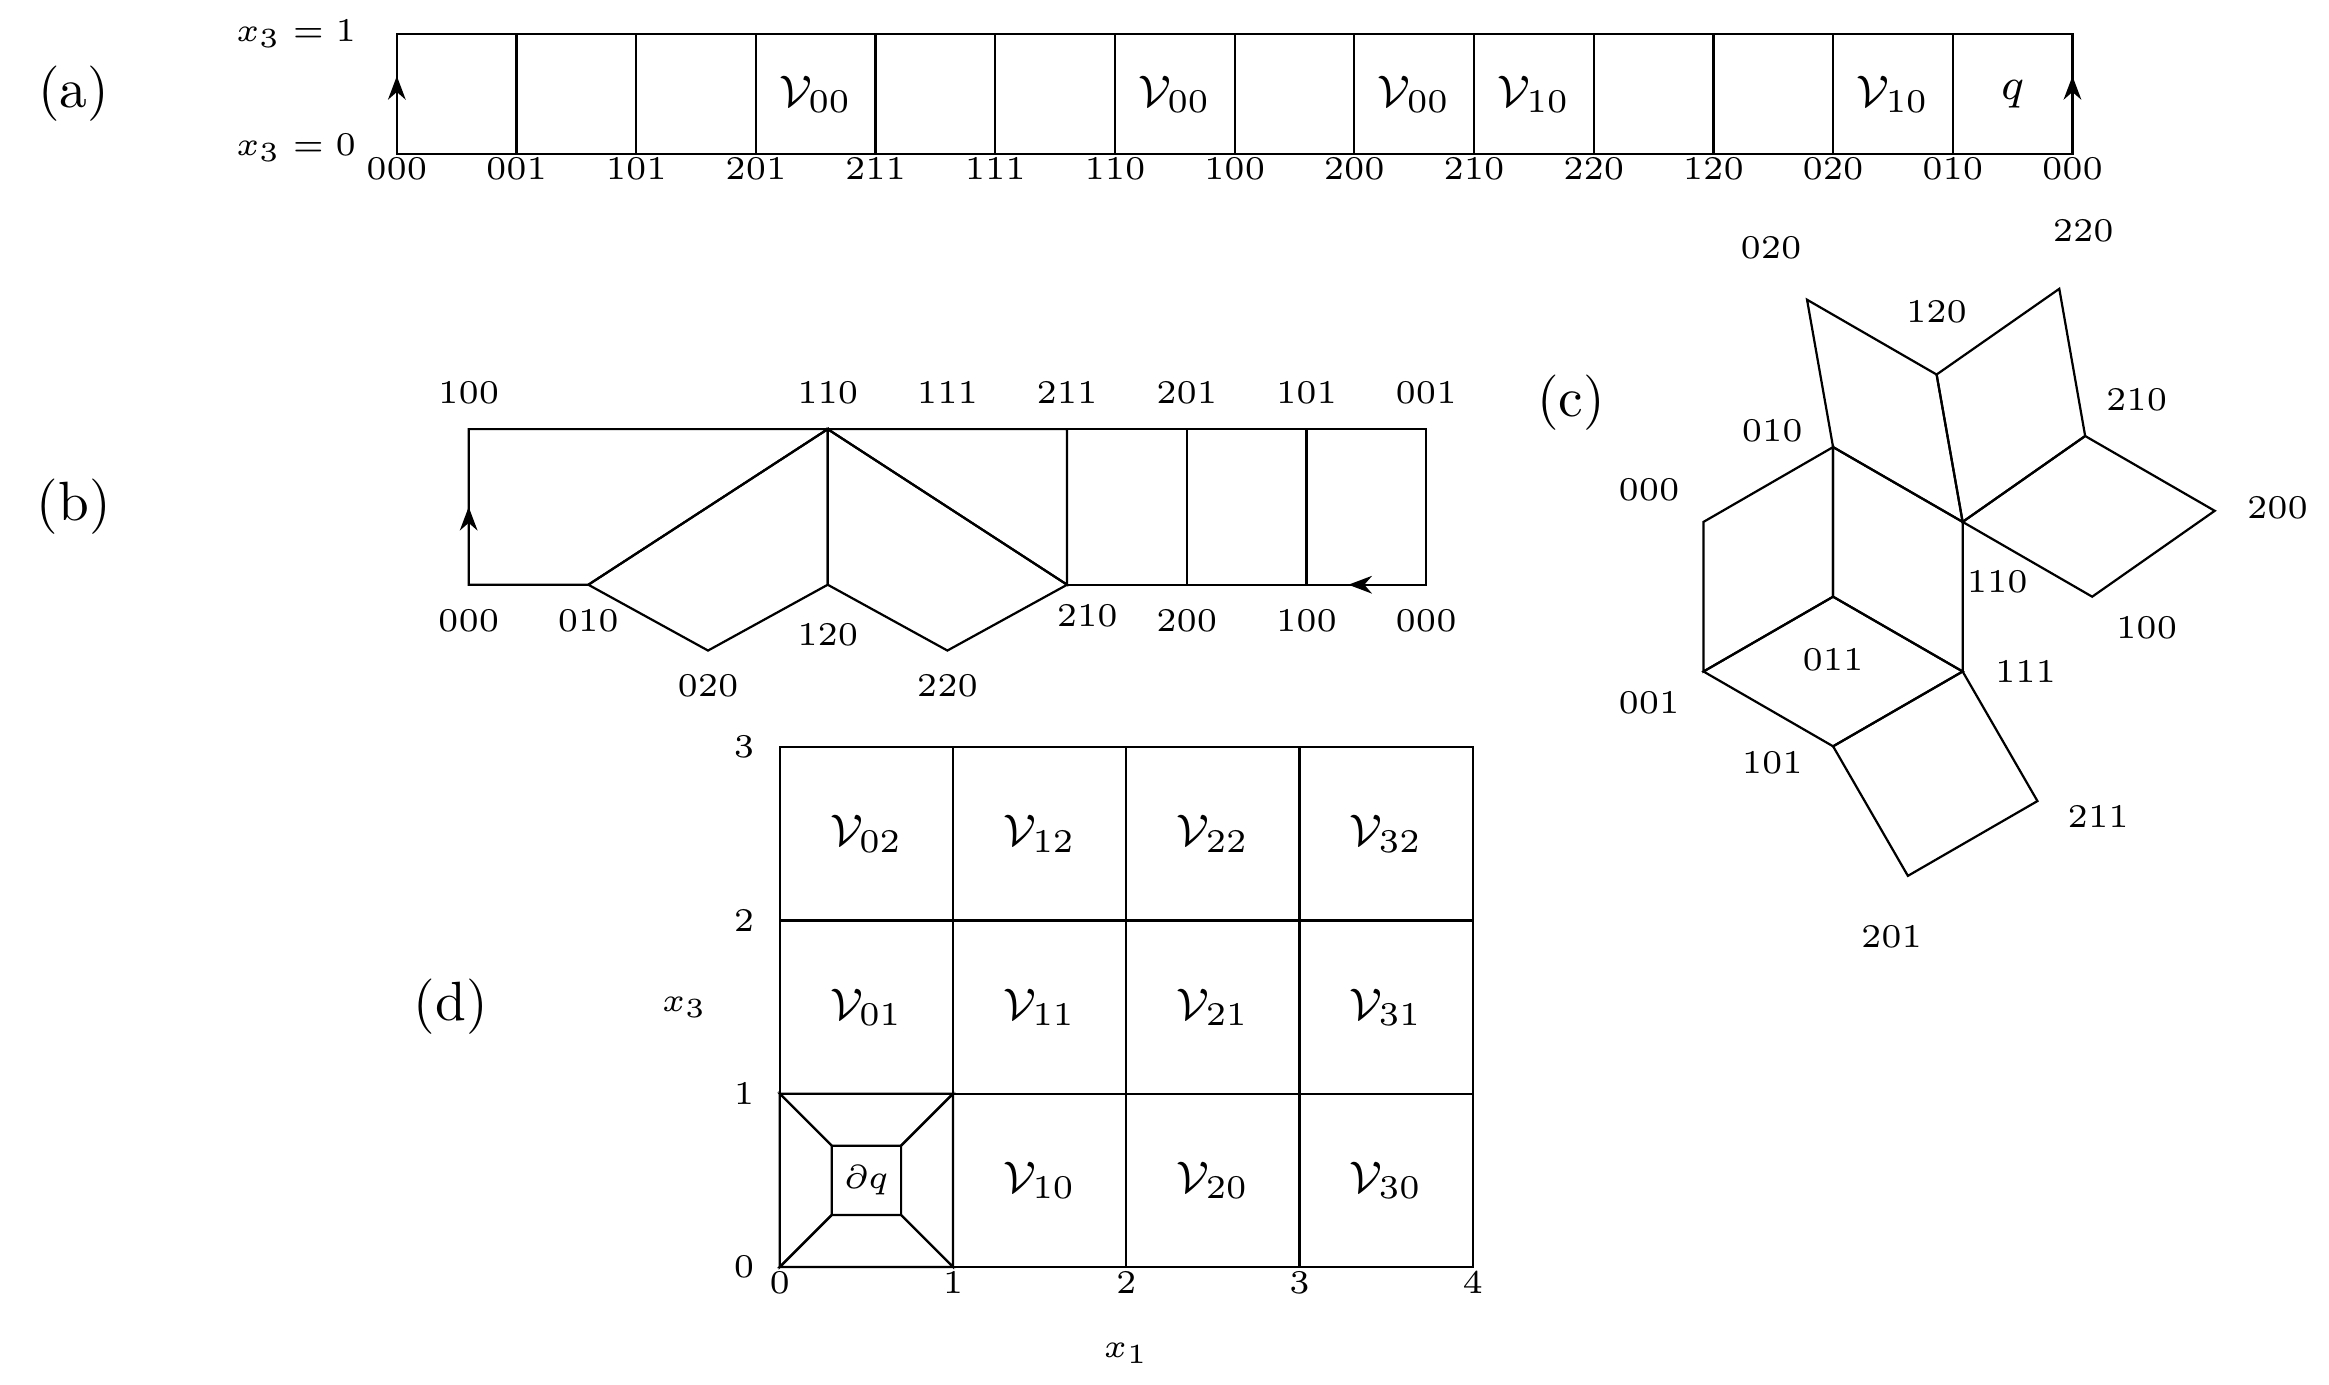 x₃ = 1
(a) 𝒱₀₀ 𝒱₀₀ 𝒱₀₀ 𝒱₁₀ 𝒱₁₀ q
x₃ = 0
000 001 101 201 211 111 110 100 200 210 220 120 020 010 000
(b)
100 110 111 211 201 101 001
000 010 120 210 200 100 000
020 220
(c)
020 220
120
010 210
000 200
110
100
011 111
001
101
211
201
(d)
3
𝒱₀₂ 𝒱₁₂ 𝒱₂₂ 𝒱₃₂
2
x₃ 𝒱₀₁ 𝒱₁₁ 𝒱₂₁ 𝒱₃₁
1
∂q 𝒱₁₀ 𝒱₂₀ 𝒱₃₀
0
0 1 2 3 4
x₁